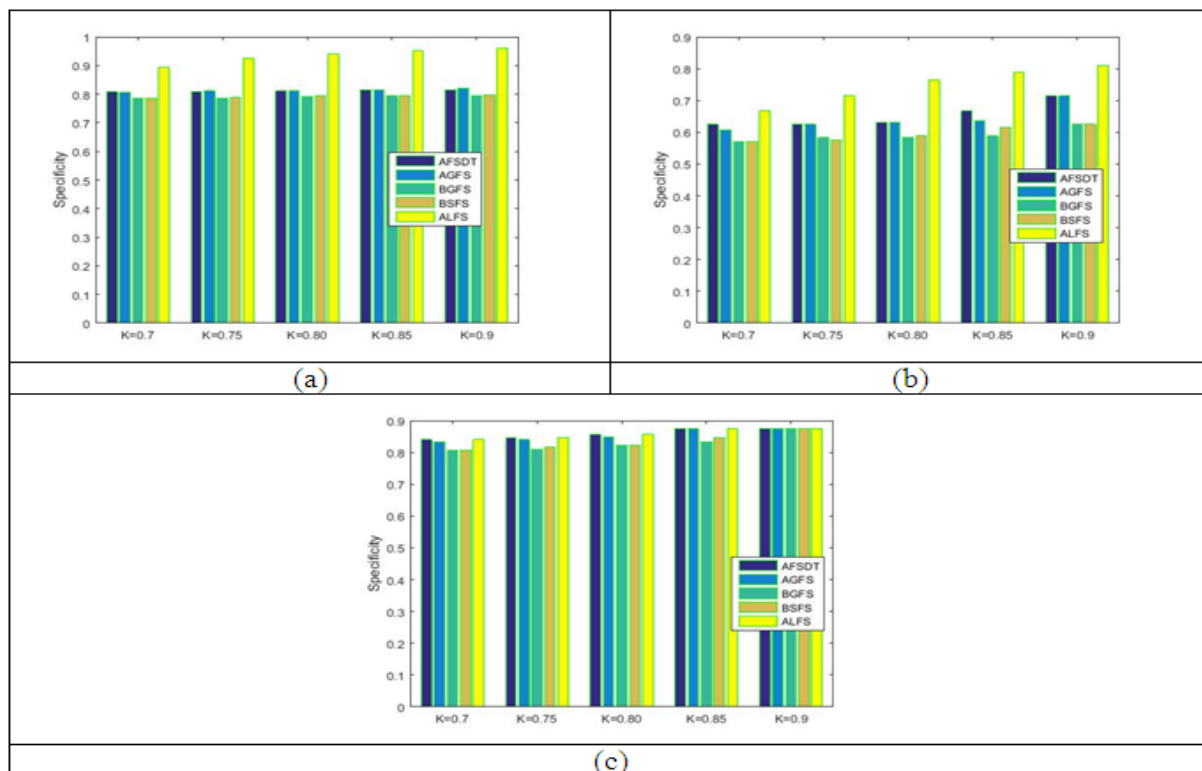 1
0.9
0.8
0.7
0.6
0.5
0.4
0.3
0.2
0.1
0
Specificity
AFSDT
AGFS
BGFS
BSFS
ALFS
K=0.7 K=0.75 K=0.80 K=0.85 K=0.9
0.9
0.8
0.7
0.6
0.5
0.4
0.3
0.2
0.1
0
Specificity
AFSDT
AGFS
BGFS
BSFS
ALFS
K=0.7 K=0.75 K=0.80 K=0.85 K=0.9
(a)
(b)
0.9
0.8
0.7
0.6
0.5
0.4
0.3
0.2
0.1
0
Specificity
AFSDT
AGFS
BGFS
BSFS
ALFS
K=0.7 K=0.75 K=0.80 K=0.85 K=0.9
(c)